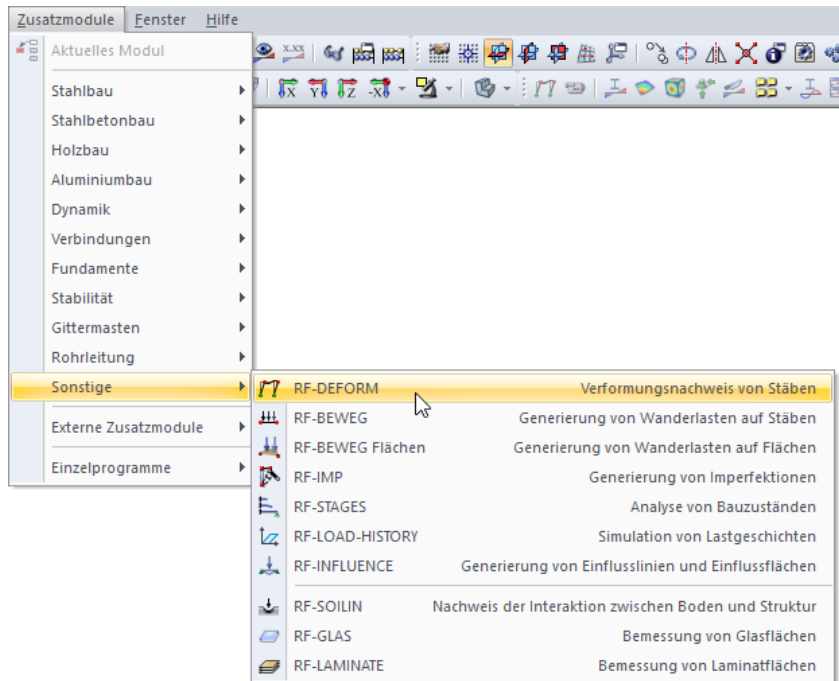 Zusatzmodule Fenster Hilfe
Aktuelles Modul
X.XX
Stahlbau
Stahlbetonbau
Holzbau
Aluminiumbau
Dynamik
Verbindungen
Fundamente
Stabilität
Gittermasten
Rohrleitung
Sonstige
Externe Zusatzmodule
Einzelprogramme
RF-DEFORM Verformungsnachweis von Stäben
RF-BEWEG Generierung von Wanderlasten auf Stäben
RF-BEWEG Flächen Generierung von Wanderlasten auf Flächen
RF-IMP Generierung von Imperfektionen
RF-STAGES Analyse von Bauzuständen
RF-LOAD-HISTORY Simulation von Lastgeschichten
RF-INFLUENCE Generierung von Einflusslinien und Einflussflächen
RF-SOILIN Nachweis der Interaktion zwischen Boden und Struktur
RF-GLAS Bemessung von Glasflächen
RF-LAMINATE Bemessung von Laminatflächen